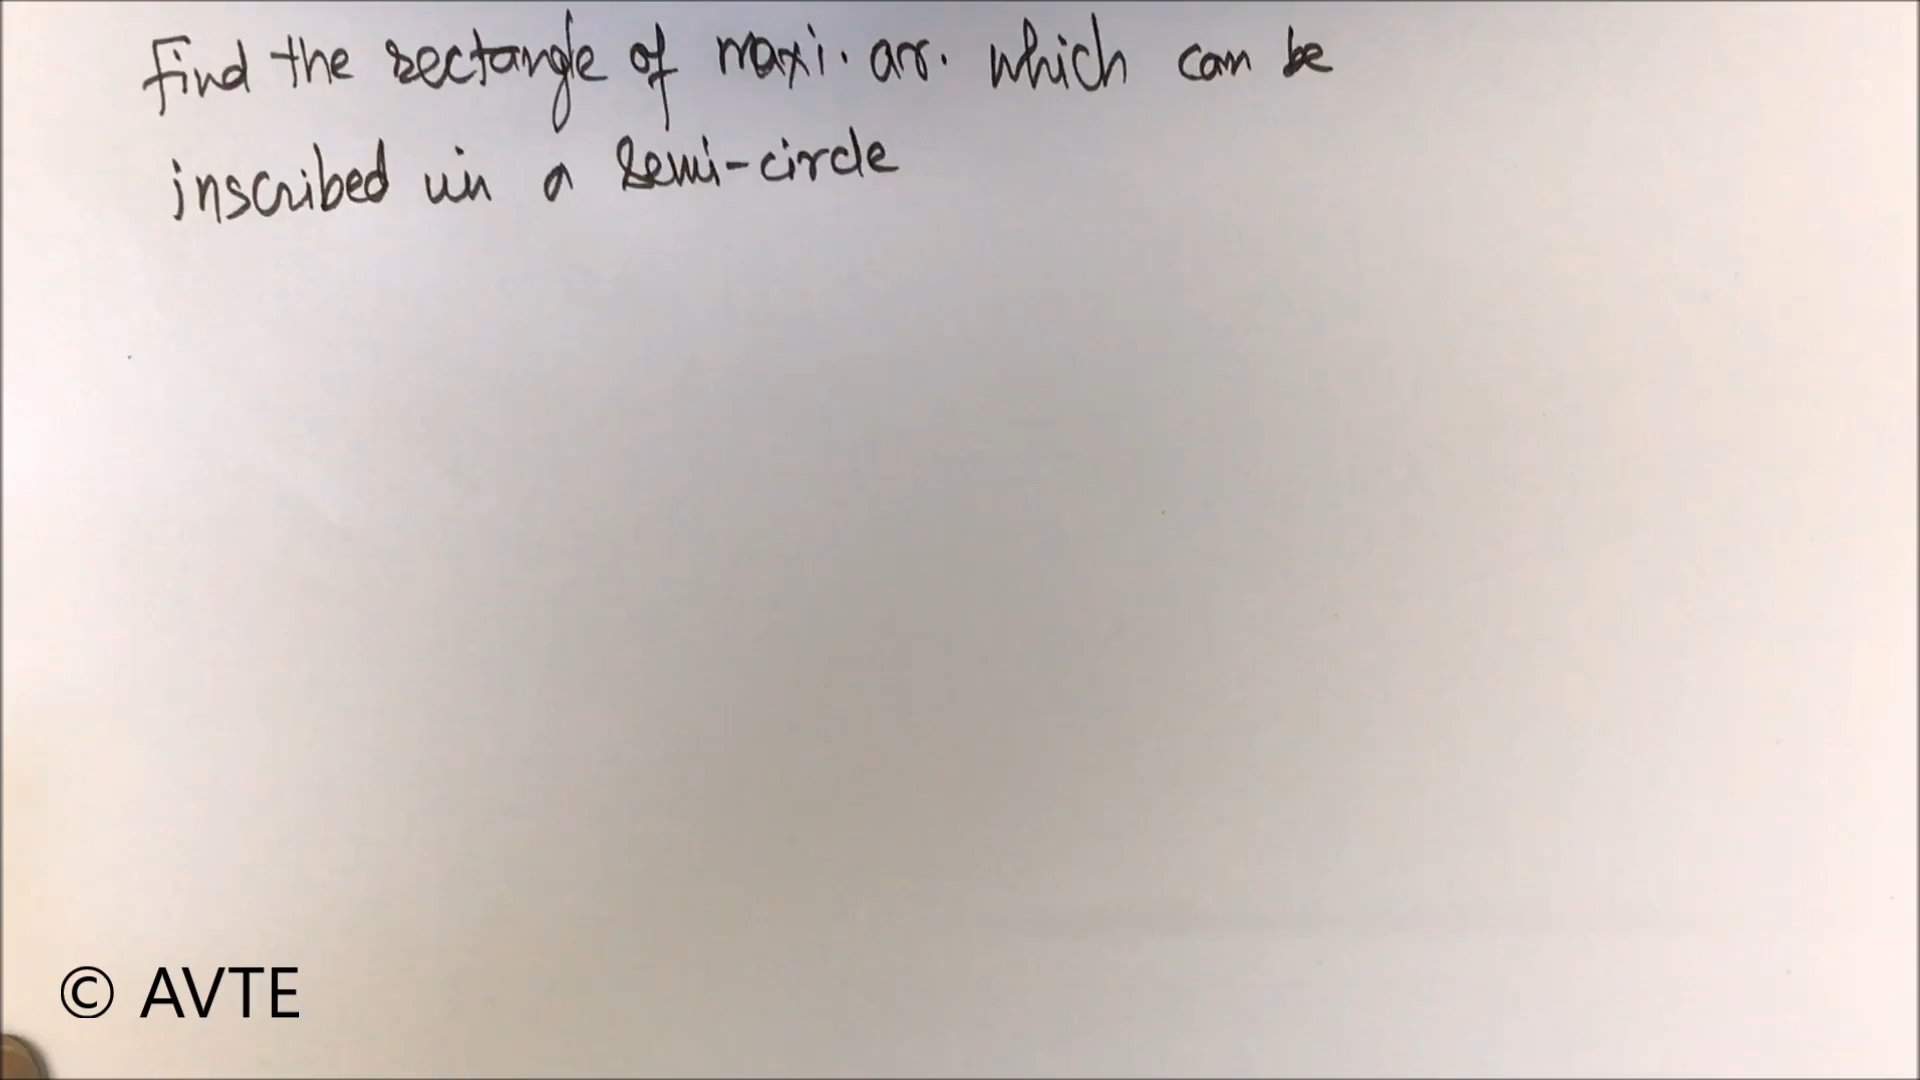 Find the rectangle of maxi. ar. which can be
inscribed in a semi-circle
© AVTE